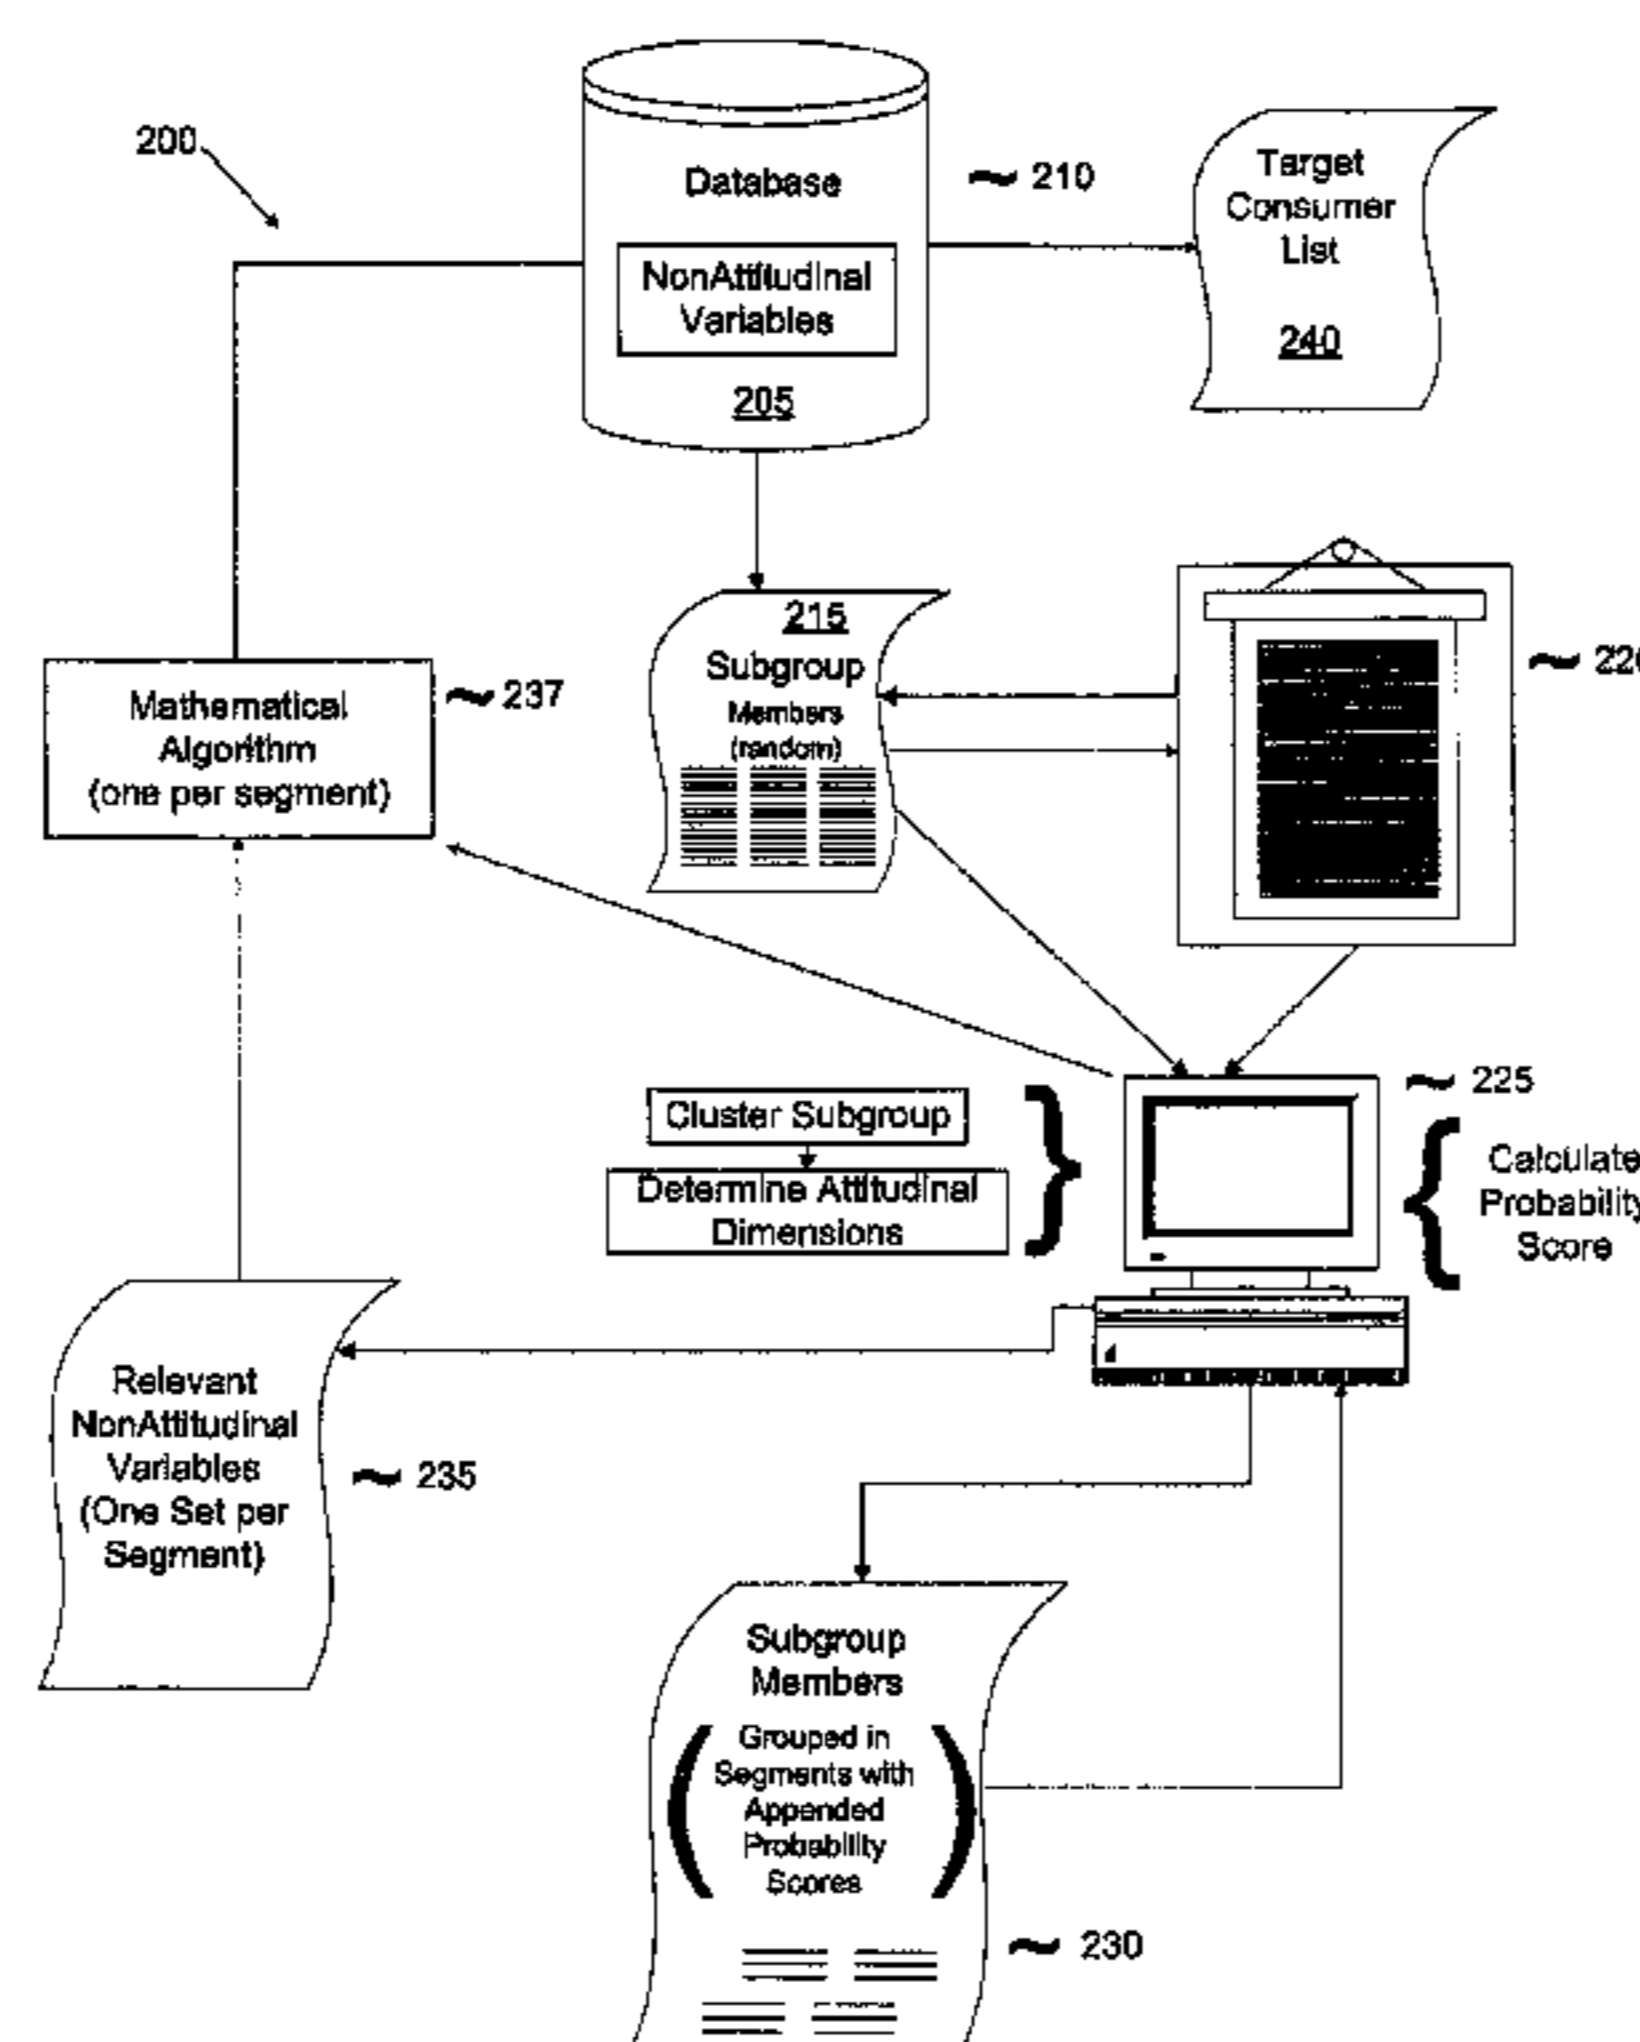 200
Database
210
NonAttitudinal
Variables
205
Target
Consumer
List
240
215
Subgroup
Members
(random)
Mathematical
Algorithm
(one per segment)
237
225
Cluster Subgroup
Determine Attitudinal
Dimensions
Calculate
Probability
Score
Relevant
NonAttitudinal
Variables
(One Set per
Segment)
235
Subgroup
Members
Grouped in
Segments with
Appended
Probability
Scores
230